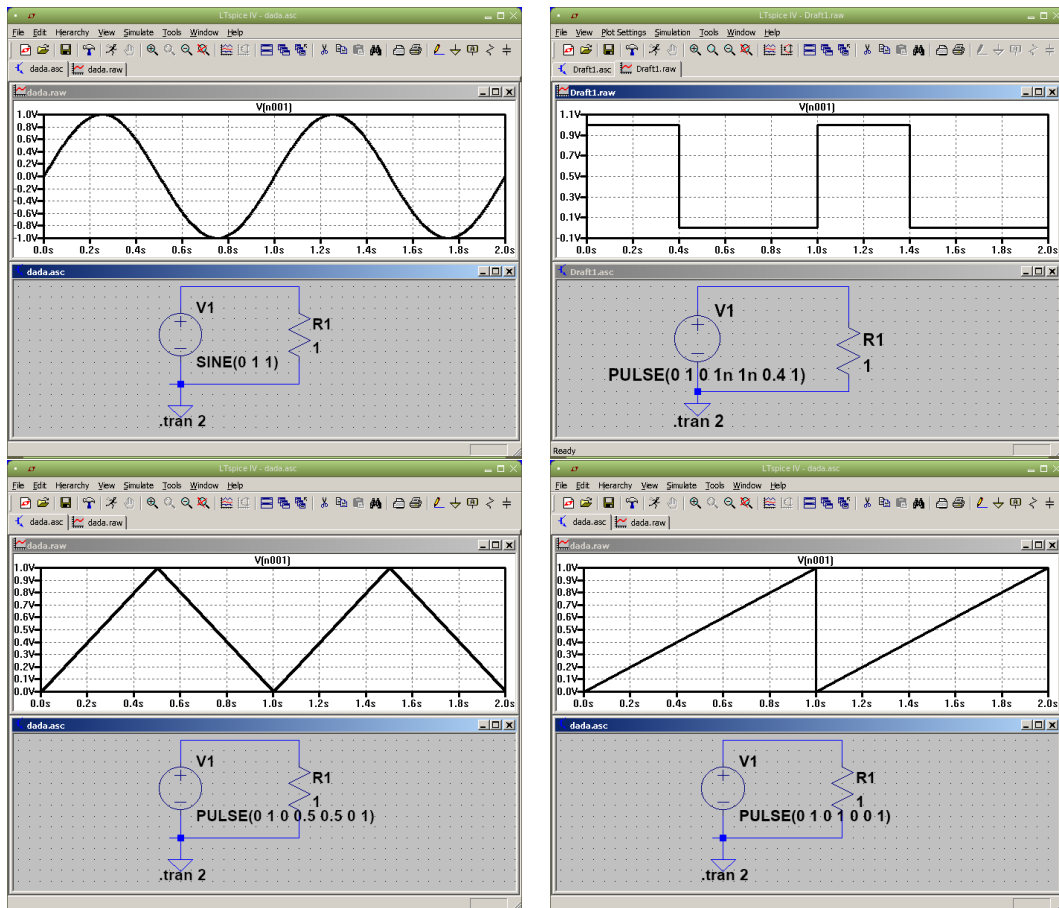 LTspice IV - dada.asc
File Edit Hierarchy View Simulate Tools Window Help
dada.asc dada.raw
dada.raw
V(n001)
1.0V
0.8V
0.6V
0.4V
0.2V
0.0V
-0.2V
-0.4V
-0.6V
-0.8V
-1.0V
0.0s 0.2s 0.4s 0.6s 0.8s 1.0s 1.2s 1.4s 1.6s 1.8s 2.0s
dada.asc
V1
R1
1
SINE(0 1 1)
.tran 2
LTspice IV - Draft1.raw
File View Plot Settings Simulation Tools Window Help
Draft1.asc Draft1.raw
Draft1.raw
V(n001)
1.1V
0.9V
0.7V
0.5V
0.3V
0.1V
-0.1V
0.0s 0.2s 0.4s 0.6s 0.8s 1.0s 1.2s 1.4s 1.6s 1.8s 2.0s
Draft1.asc
V1
R1
1
PULSE(0 1 0 1n 1n 0.4 1)
.tran 2
Ready
LTspice IV - dada.asc
File Edit Hierarchy View Simulate Tools Window Help
dada.asc dada.raw
dada.raw
V(n001)
1.0V
0.9V
0.8V
0.7V
0.6V
0.5V
0.4V
0.3V
0.2V
0.1V
0.0V
0.0s 0.2s 0.4s 0.6s 0.8s 1.0s 1.2s 1.4s 1.6s 1.8s 2.0s
dada.asc
V1
R1
1
PULSE(0 1 0 0.5 0.5 0 1)
.tran 2
LTspice IV - dada.asc
File Edit Hierarchy View Simulate Tools Window Help
dada.asc dada.raw
dada.raw
V(n001)
1.0V
0.9V
0.8V
0.7V
0.6V
0.5V
0.4V
0.3V
0.2V
0.1V
0.0V
0.0s 0.2s 0.4s 0.6s 0.8s 1.0s 1.2s 1.4s 1.6s 1.8s 2.0s
dada.asc
V1
R1
1
PULSE(0 1 0 1 0 0 1)
.tran 2